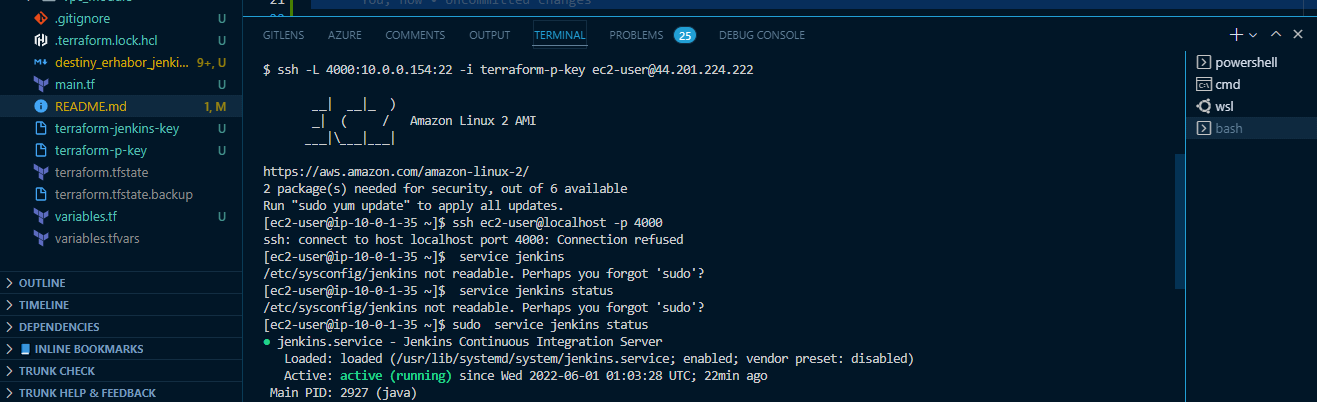 vpc_module
.gitignore U
.terraform.lock.hcl U
destiny_erhabor_jenki... 9+, U
main.tf U
README.md 1, M
terraform-jenkins-key U
terraform-p-key U
terraform.tfstate
terraform.tfstate.backup
variables.tf U
variables.tfvars
OUTLINE
TIMELINE
DEPENDENCIES
INLINE BOOKMARKS
TRUNK CHECK
TRUNK HELP & FEEDBACK
21 You, now • Uncommitted changes
GITLENS AZURE COMMENTS OUTPUT TERMINAL PROBLEMS 25 DEBUG CONSOLE
$ ssh -L 4000:10.0.0.154:22 -i terraform-p-key ec2-user@44.201.224.222
       __|  __|_  )
       _|  (     /   Amazon Linux 2 AMI
      ___|\___|___|
https://aws.amazon.com/amazon-linux-2/
2 package(s) needed for security, out of 6 available
Run "sudo yum update" to apply all updates.
[ec2-user@ip-10-0-1-35 ~]$ ssh ec2-user@localhost -p 4000
ssh: connect to host localhost port 4000: Connection refused
[ec2-user@ip-10-0-1-35 ~]$  service jenkins
/etc/sysconfig/jenkins not readable. Perhaps you forgot 'sudo'?
[ec2-user@ip-10-0-1-35 ~]$  service jenkins status
/etc/sysconfig/jenkins not readable. Perhaps you forgot 'sudo'?
[ec2-user@ip-10-0-1-35 ~]$ sudo  service jenkins status
● jenkins.service - Jenkins Continuous Integration Server
   Loaded: loaded (/usr/lib/systemd/system/jenkins.service; enabled; vendor preset: disabled)
   Active: active (running) since Wed 2022-06-01 01:03:28 UTC; 22min ago
 Main PID: 2927 (java)
powershell
cmd
wsl
bash